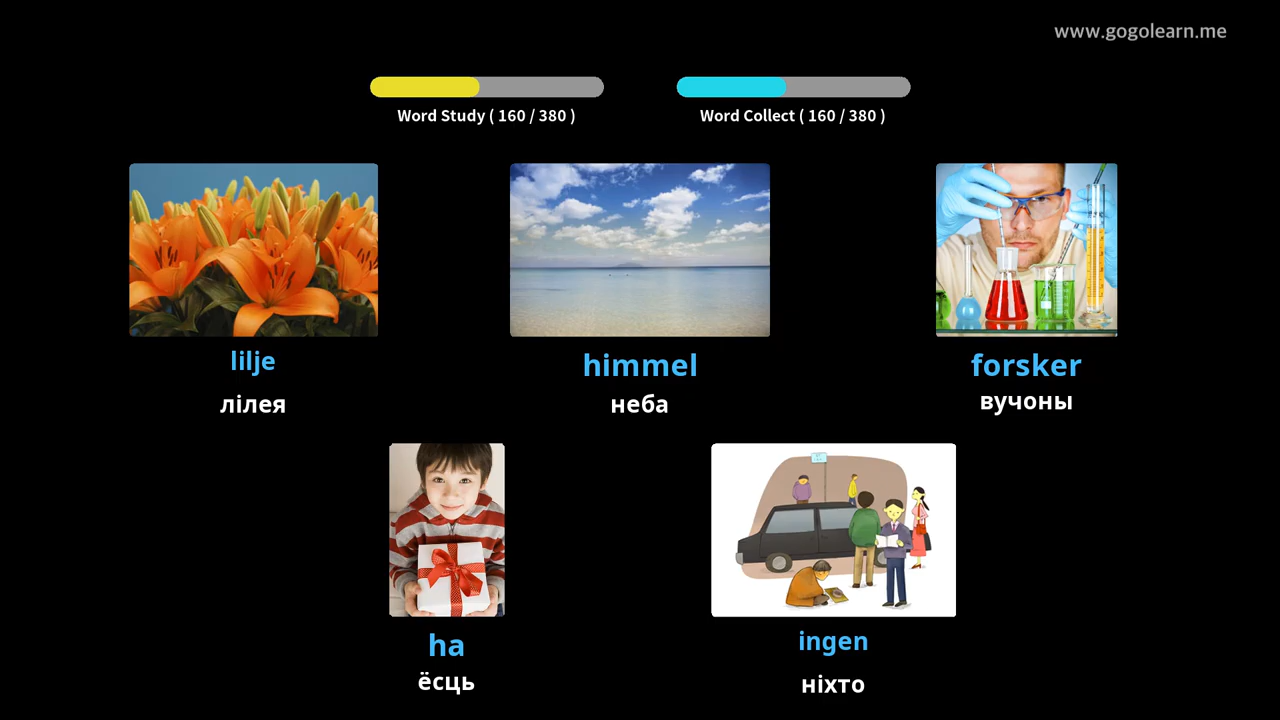 www.gogolearn.me
Word Study ( 160 / 380 )
Word Collect ( 160 / 380 )
lilje
лілея
himmel
неба
forsker
вучоны
ha
ёсць
ingen
ніхто